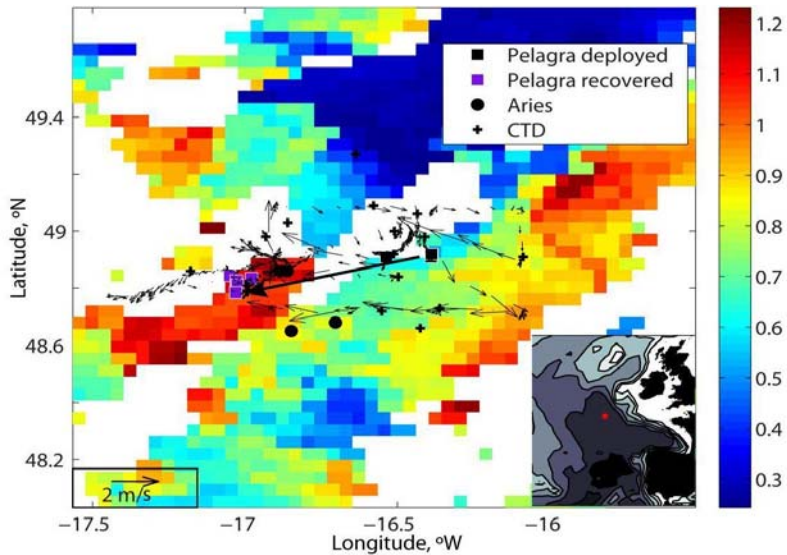 Pelagra deployed
Pelagra recovered
Aries
CTD
Latitude, ºN
49.4
49
48.6
48.2
2 m/s
−17.5
−17
−16.5
−16
Longitude, ºW
1.2
1.1
1
0.9
0.8
0.7
0.6
0.5
0.4
0.3